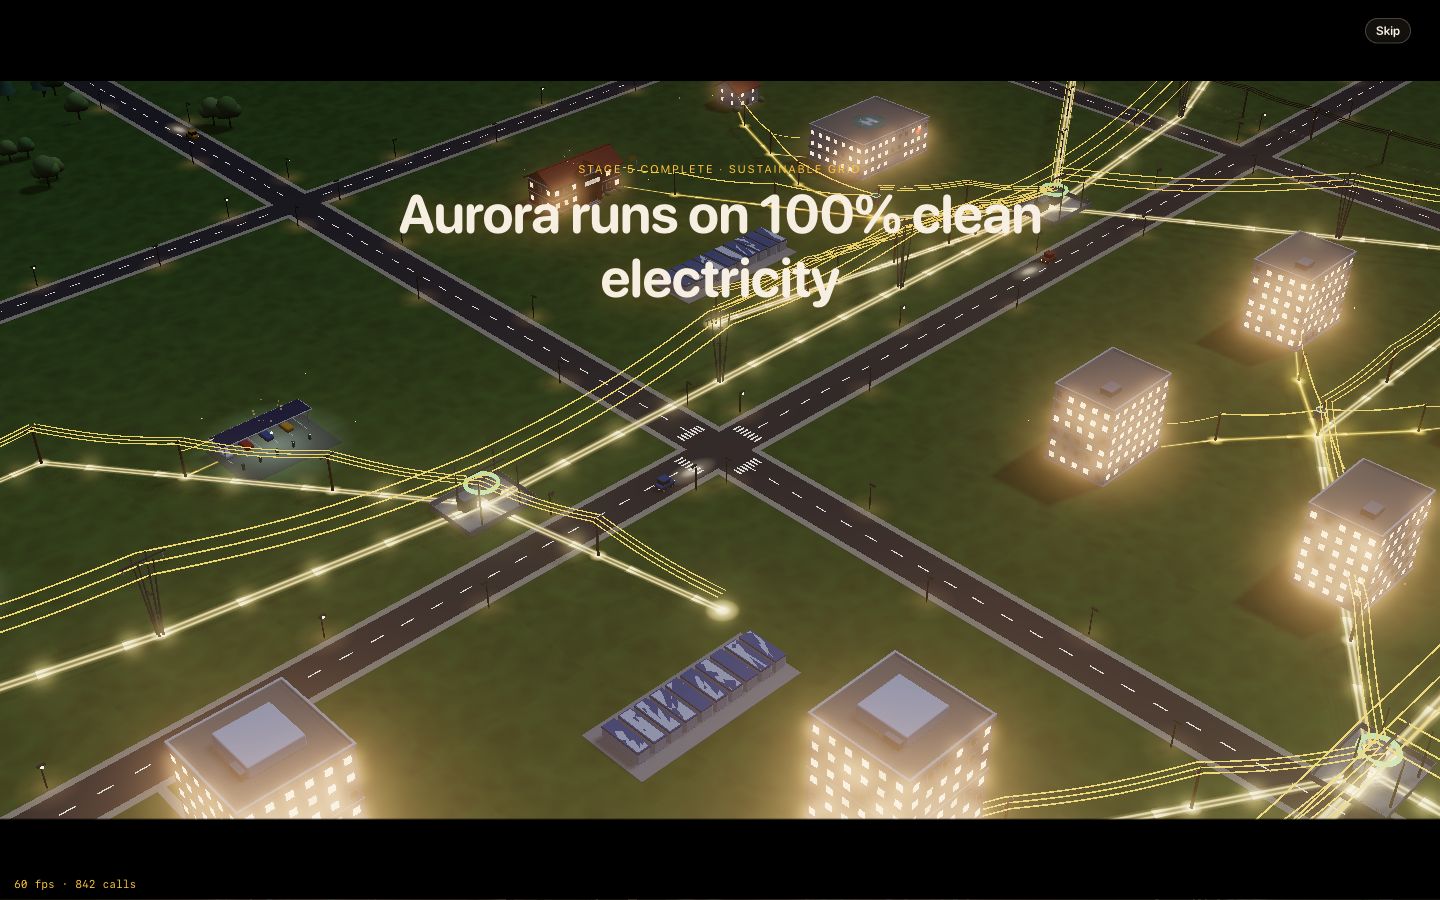 Skip
STAGE 5 COMPLETE · SUSTAINABLE GRID
Aurora runs on 100% clean
electricity
60 fps · 842 calls